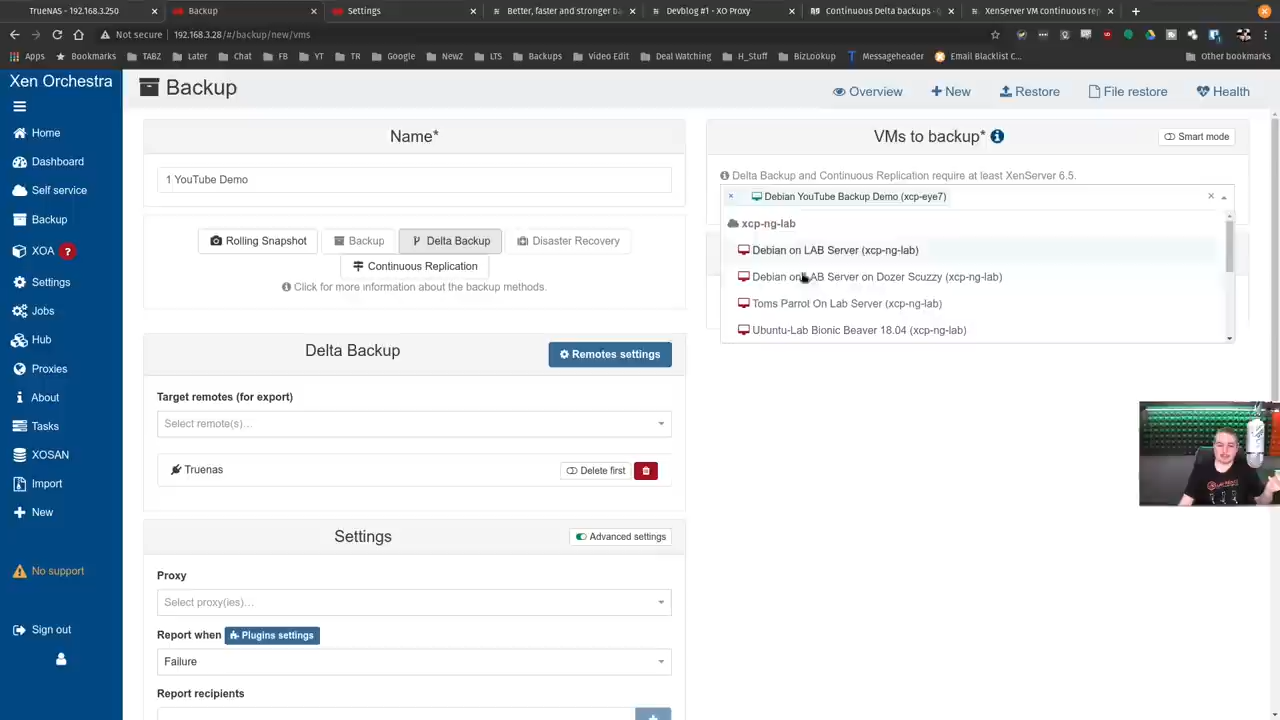 TrueNAS - 192.168.3.250
Backup
Settings
Better, faster and stronger ba
Devblog #1 - XO Proxy
Continuous delta backups - Q
XenServer VM continuous rep
Not secure
192.168.3.28/#/backup/new/vms
Apps
Bookmarks
TABZ
Later
Chat
FB
YT
TR
Google
NewZ
LTS
Backups
Video Edit
Deal Watching
H_Stuff
BizLookup
Messageheader
Email Blacklist C...
Other bookmarks
Xen Orchestra
Home
Dashboard
Self service
Backup
XOA
?
Settings
Jobs
Hub
Proxies
About
Tasks
XOSAN
Import
New
No support
Sign out
Backup
Overview
New
Restore
File restore
Health
Name*
1 YouTube Demo
Rolling Snapshot
Backup
Delta Backup
Disaster Recovery
Continuous Replication
Click for more information about the backup methods.
Delta Backup
Remotes settings
Target remotes (for export)
Select remote(s)...
Truenas
Delete first
Settings
Advanced settings
Proxy
Select proxy(ies)...
Report when
Plugins settings
Failure
Report recipients
VMs to backup*
Smart mode
Delta Backup and Continuous Replication require at least XenServer 6.5.
Debian YouTube Backup Demo (xcp-eye7)
xcp-ng-lab
Debian on LAB Server (xcp-ng-lab)
Debian on LAB Server on Dozer Scuzzy (xcp-ng-lab)
Toms Parrot On Lab Server (xcp-ng-lab)
Ubuntu-Lab Bionic Beaver 18.04 (xcp-ng-lab)